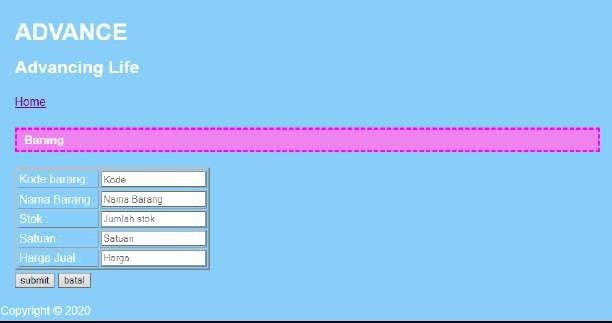 ADVANCE
Advancing Life
Home
Barang
Kode barang: Kode
Nama Barang Nama Barang
Stok : Jumlah stok
Satuan : Satuan
Harga Jual : Harga
submit batal
Copyright © 2020